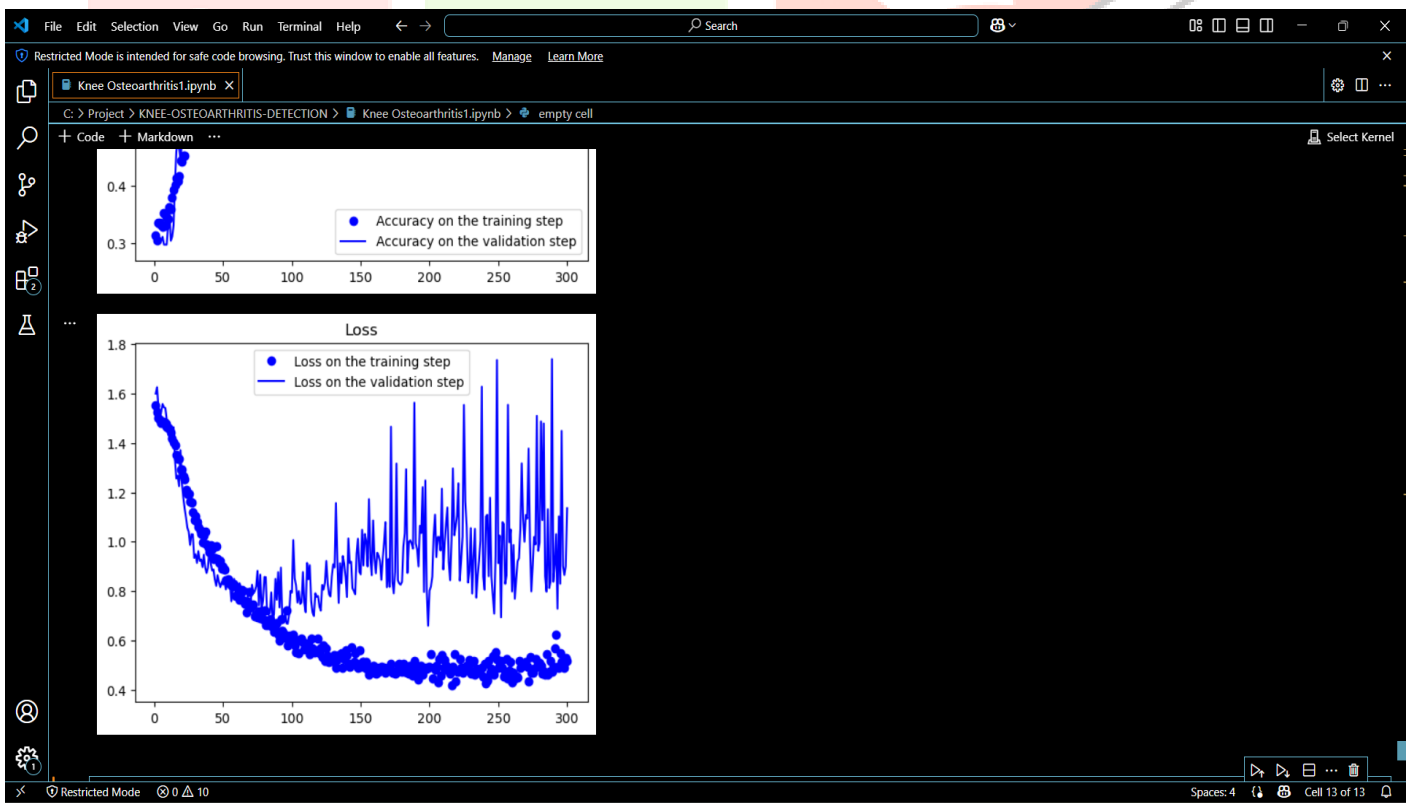 File Edit Selection View Go Run Terminal Help Search
Restricted Mode is intended for safe code browsing. Trust this window to enable all features. Manage Learn More
Knee Osteoarthritis1.ipynb
C: > Project > KNEE-OSTEOARTHRITIS-DETECTION > Knee Osteoarthritis1.ipynb > empty cell
+ Code + Markdown ... Select Kernel
0.4
Accuracy on the training step
Accuracy on the validation step
0.3
0 50 100 150 200 250 300
Loss
1.8
Loss on the training step
Loss on the validation step
1.6
1.4
1.2
1.0
0.8
0.6
0.4
0 50 100 150 200 250 300
2
1
Restricted Mode 0 10 Spaces: 4 Cell 13 of 13